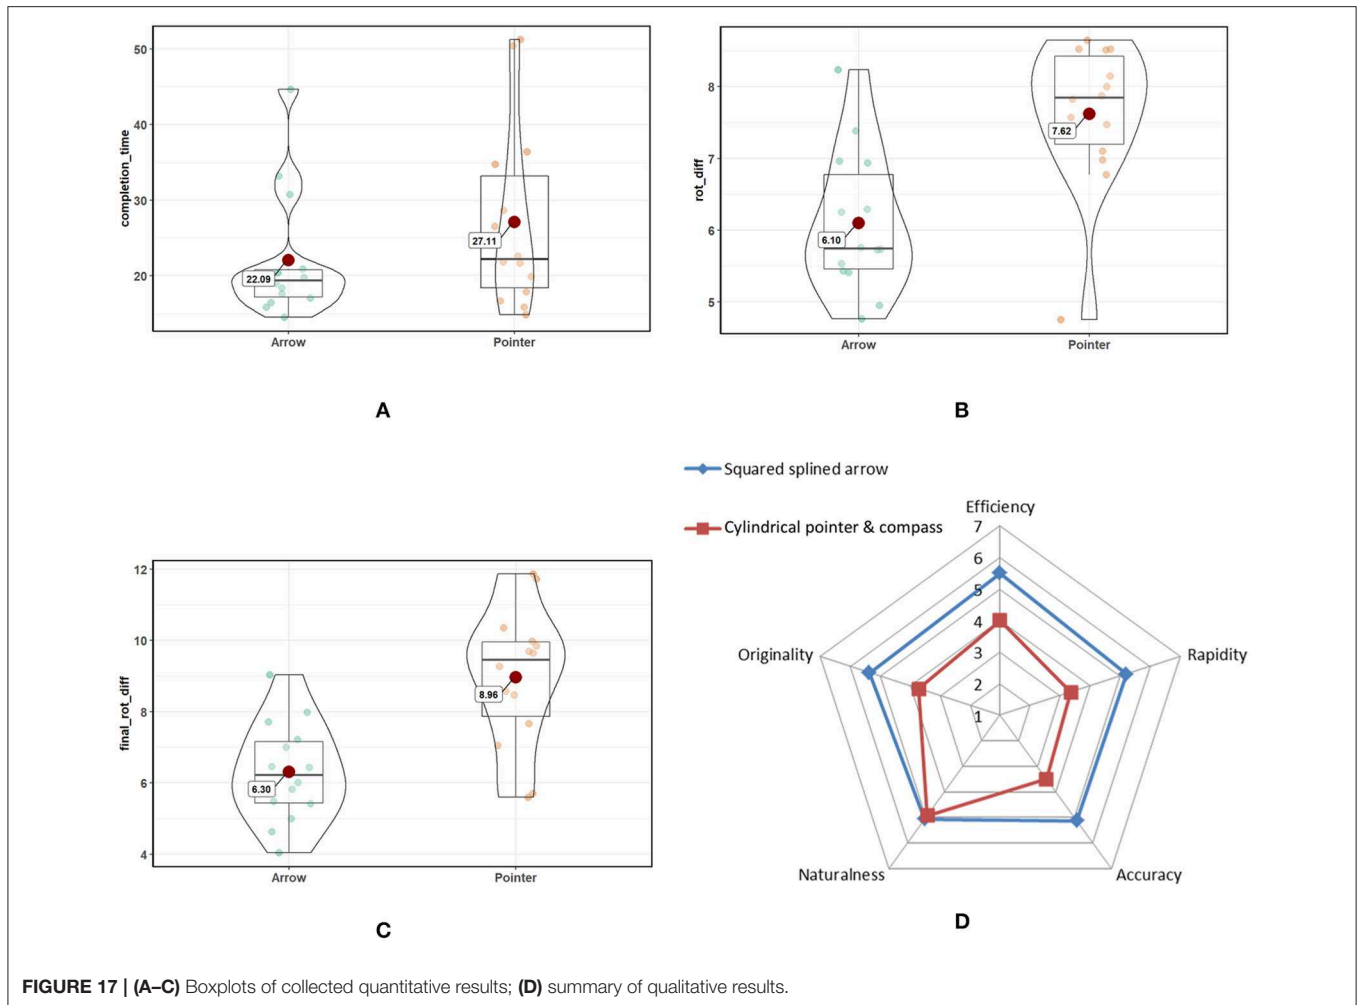 50
40
30
20
completion_time
22.09
27.11
Arrow
Pointer
A
8
7
6
5
rot_diff
6.10
7.62
Arrow
Pointer
B
12
10
8
6
4
final_rot_diff
6.30
8.96
Arrow
Pointer
C
Squared splined arrow
Cylindrical pointer & compass
Efficiency
7
6
5
4
3
2
1
Originality
Rapidity
Naturalness
Accuracy
D
FIGURE 17 | (A–C) Boxplots of collected quantitative results; (D) summary of qualitative results.